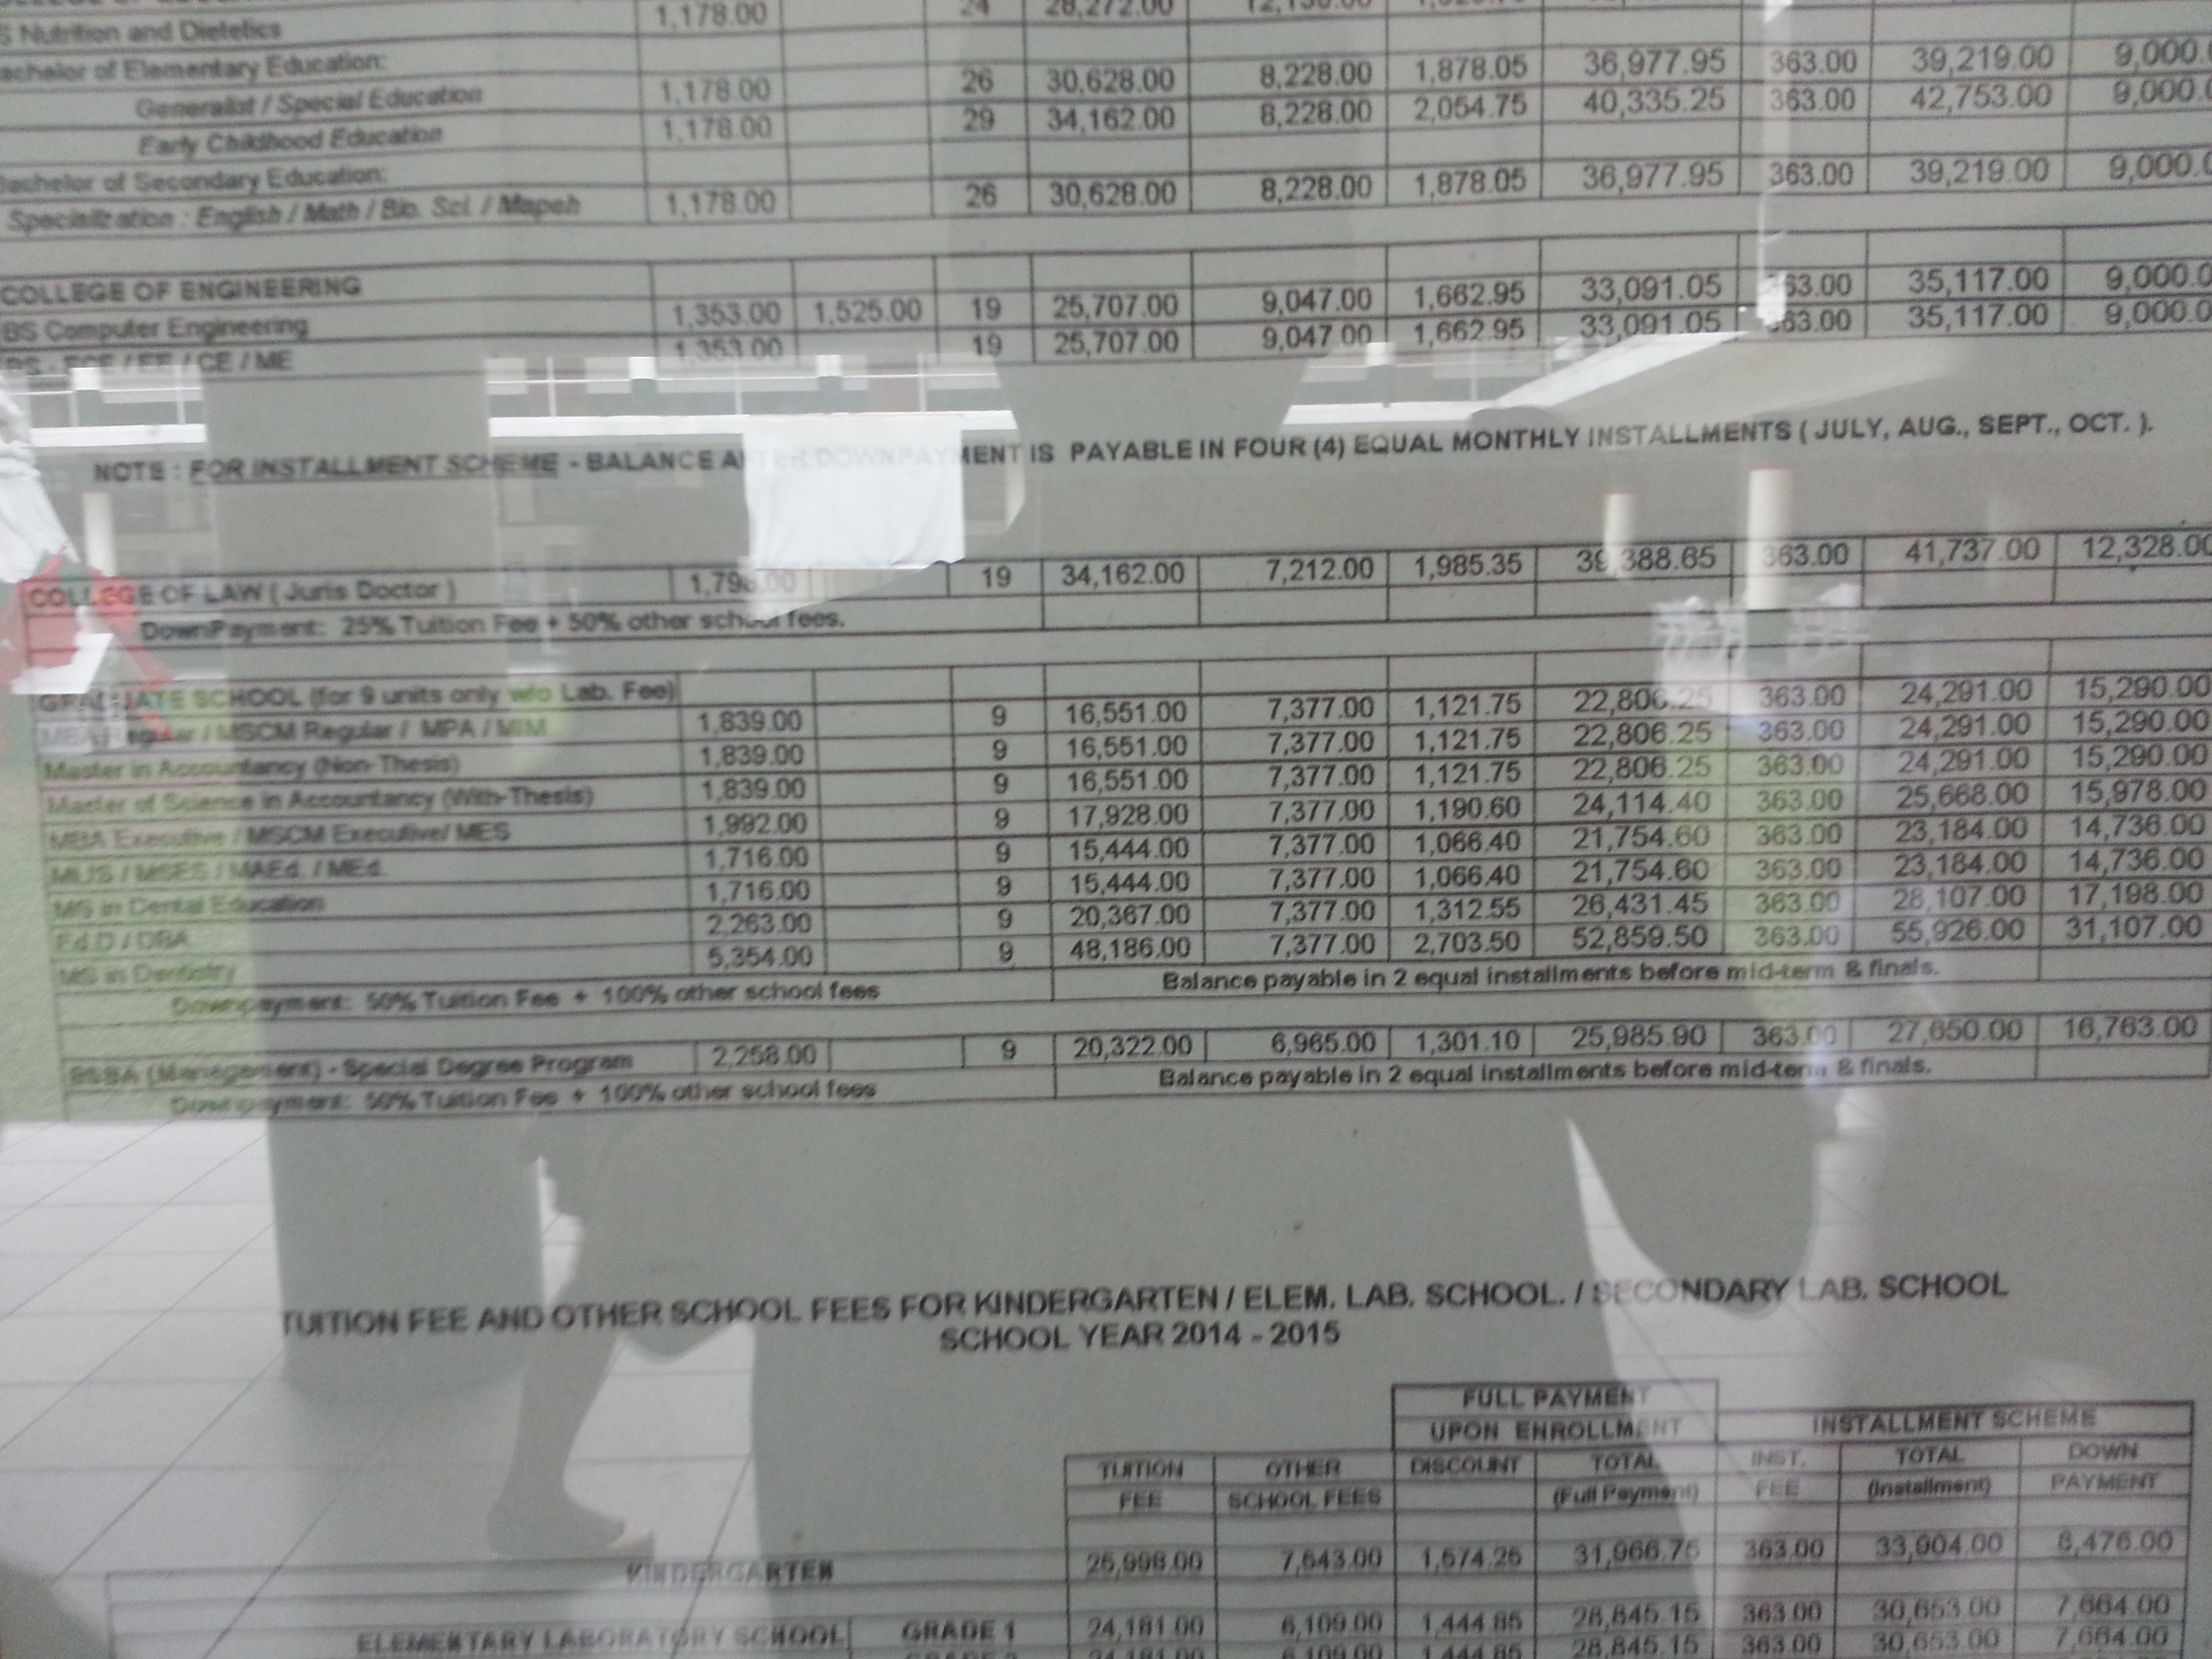 S Nutrition and Dietetics 1,178.00 24 28,272.00
achelor of Elementary Education:
Generalist / Special Education 1,178.00 26 30,628.00 8,228.00 1,878.05 36,977.95 363.00 39,219.00 9,000.0
Early Childhood Education 1,178.00 29 34,162.00 8,228.00 2,054.75 40,335.25 363.00 42,753.00 9,000.0
achelor of Secondary Education:
Specialization : English / Math / Bio. Sci. / Mapeh 1,178.00 26 30,628.00 8,228.00 1,878.05 36,977.95 363.00 39,219.00 9,000.0
COLLEGE OF ENGINEERING
BS Computer Engineering 1,353.00 1,525.00 19 25,707.00 9,047.00 1,662.95 33,091.05 363.00 35,117.00 9,000.0
BS - ECE / EE / CE / ME 1,353.00 19 25,707.00 9,047.00 1,662.95 33,091.05 363.00 35,117.00 9,000.0
NOTE : FOR INSTALLMENT SCHEME - BALANCE AFTER DOWNPAYMENT IS PAYABLE IN FOUR (4) EQUAL MONTHLY INSTALLMENTS ( JULY, AUG., SEPT., OCT. ).
COLLEGE OF LAW ( Juris Doctor ) 1,798.00 19 34,162.00 7,212.00 1,985.35 39,388.65 363.00 41,737.00 12,328.00
DownPayment: 25% Tuition Fee + 50% other school fees.
GRADUATE SCHOOL (for 9 units only w/o Lab. Fee)
MBA Regular / MSCM Regular / MPA / MIM 1,839.00 9 16,551.00 7,377.00 1,121.75 22,806.25 363.00 24,291.00 15,290.00
Master in Accountancy (Non-Thesis) 1,839.00 9 16,551.00 7,377.00 1,121.75 22,806.25 363.00 24,291.00 15,290.00
Master of Science in Accountancy (With-Thesis) 1,839.00 9 16,551.00 7,377.00 1,121.75 22,806.25 363.00 24,291.00 15,290.00
MBA Executive / MSCM Executive/ MES 1,992.00 9 17,928.00 7,377.00 1,190.60 24,114.40 363.00 25,668.00 15,978.00
MUS / MSES / MAEd. / MEd. 1,716.00 9 15,444.00 7,377.00 1,066.40 21,754.60 363.00 23,184.00 14,736.00
MS in Dental Education 1,716.00 9 15,444.00 7,377.00 1,066.40 21,754.60 363.00 23,184.00 14,736.00
Ed.D / DBA 2,263.00 9 20,367.00 7,377.00 1,312.55 26,431.45 363.00 28,107.00 17,198.00
MS in Dentistry 5,354.00 9 48,186.00 7,377.00 2,703.50 52,859.50 363.00 55,926.00 31,107.00
Downpayment: 50% Tuition Fee + 100% other school fees Balance payable in 2 equal installments before mid-term & finals.
BSBA (Management) - Special Degree Program 2,258.00 9 20,322.00 6,965.00 1,301.10 25,985.90 363.00 27,650.00 16,763.00
Downpayment: 50% Tuition Fee + 100% other school fees Balance payable in 2 equal installments before mid-term & finals.
TUITION FEE AND OTHER SCHOOL FEES FOR KINDERGARTEN / ELEM. LAB. SCHOOL. / SECONDARY LAB. SCHOOL
SCHOOL YEAR 2014 - 2015
FULL PAYMENT
UPON ENROLLMENT INSTALLMENT SCHEME
TUITION OTHER DISCOUNT TOTAL INST. TOTAL DOWN
FEE SCHOOL FEES (Full Payment) FEE (Installment) PAYMENT
KINDERGARTEN 25,998.00 7,543.00 1,574.25 31,966.75 363.00 33,904.00 8,476.00
ELEMENTARY LABORATORY SCHOOL GRADE 1 24,181.00 6,109.00 1,444.85 28,845.15 363.00 30,653.00 7,664.00
24,181.00 6,109.00 1,444.85 28,845.15 363.00 30,653.00 7,664.00